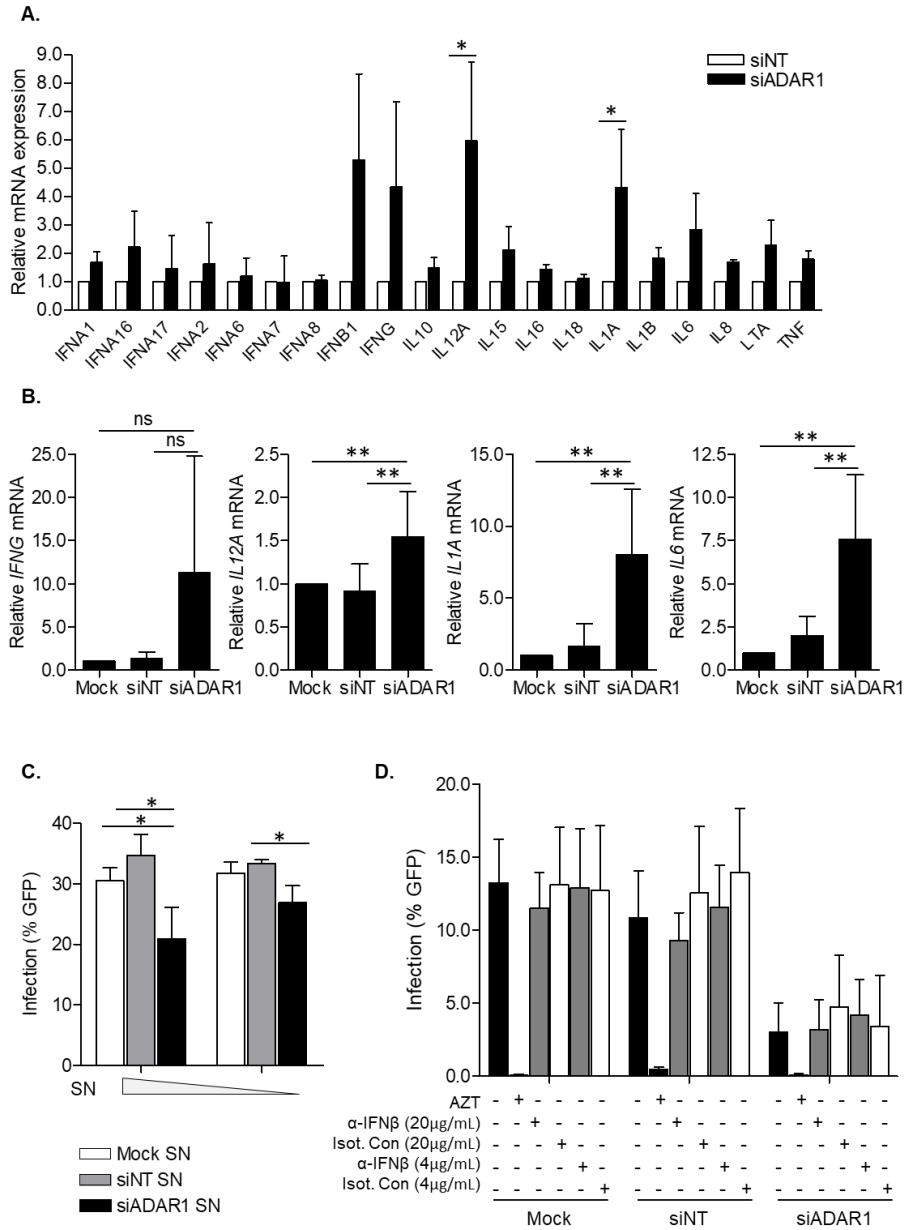 A.
Relative mRNA expression
9.0
8.0
7.0
6.0
5.0
4.0
3.0
2.0
1.0
0.0
*
*
siNT
siADAR1
IFNA1
IFNA16
IFNA17
IFNA2
IFNA6
IFNA7
IFNA8
IFNB1
IFNG
IL10
IL12A
IL15
IL16
IL18
IL1A
IL1B
IL6
IL8
LTA
TNF
B.
Relative IFNG mRNA
25.0
20.0
15.0
10.0
5.0
0.0
ns
ns
Mock siNT siADAR1
Relative IL12A mRNA
2.5
2.0
1.5
1.0
0.5
0.0
**
**
Mock siNT siADAR1
Relative IL1A mRNA
15.0
10.0
5.0
0.0
**
**
Mock siNT siADAR1
Relative IL6 mRNA
12.5
10.0
7.5
5.0
2.5
0.0
**
**
Mock siNT siADAR1
C.
Infection (% GFP)
40
30
20
10
0
*
*
*
SN
Mock SN
siNT SN
siADAR1 SN
D.
Infection (% GFP)
20.0
15.0
10.0
5.0
0.0
AZT - + - - - - - + - - - - - + - - - -
α-IFNβ (20µg/mL) - - + - - - - - + - - - - - + - - -
Isot. Con (20µg/mL) - - - + - - - - - + - - - - - + - -
α-IFNβ (4µg/mL) - - - - + - - - - - + - - - - - + -
Isot. Con (4µg/mL) - - - - - + - - - - - + - - - - - +
Mock siNT siADAR1